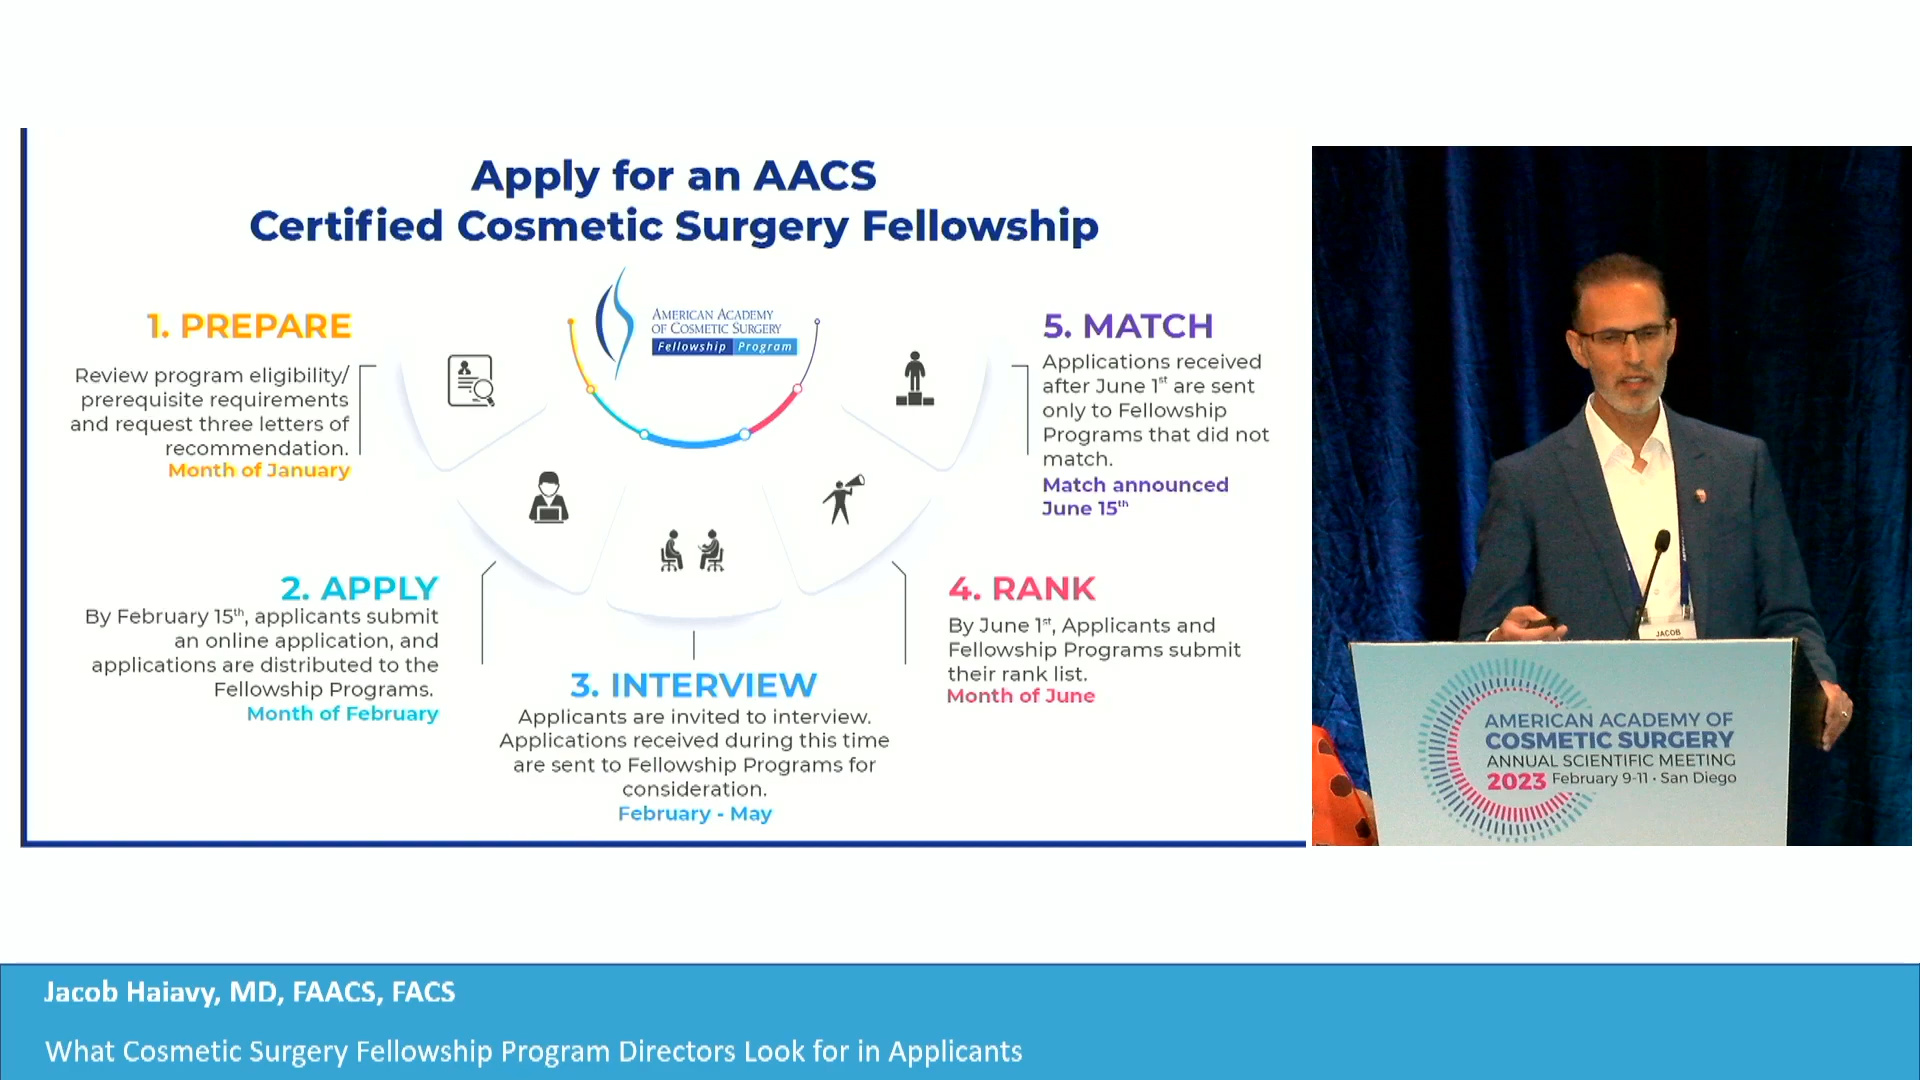 Apply for an AACS
Certified Cosmetic Surgery Fellowship
AMERICAN ACADEMY
OF COSMETIC SURGERY
Fellowship Program
1. PREPARE
Review program eligibility/
prerequisite requirements
and request three letters of
recommendation.
Month of January
2. APPLY
By February 15th, applicants submit
an online application, and
applications are distributed to the
Fellowship Programs.
Month of February
3. INTERVIEW
Applicants are invited to interview.
Applications received during this time
are sent to Fellowship Programs for
consideration.
February - May
4. RANK
By June 1st, Applicants and
Fellowship Programs submit
their rank list.
Month of June
5. MATCH
Applications received
after June 1st are sent
only to Fellowship
Programs that did not
match.
Match announced
June 15th
JACOB
AMERICAN ACADEMY OF
COSMETIC SURGERY
ANNUAL SCIENTIFIC MEETING
2023 February 9-11 • San Diego
Jacob Haiavy, MD, FAACS, FACS
What Cosmetic Surgery Fellowship Program Directors Look for in Applicants